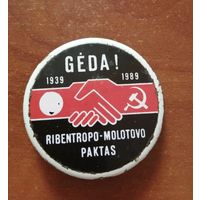 GĖDA!
1939 1989
RIBENTROPO-MOLOTOVO
PAKTAS